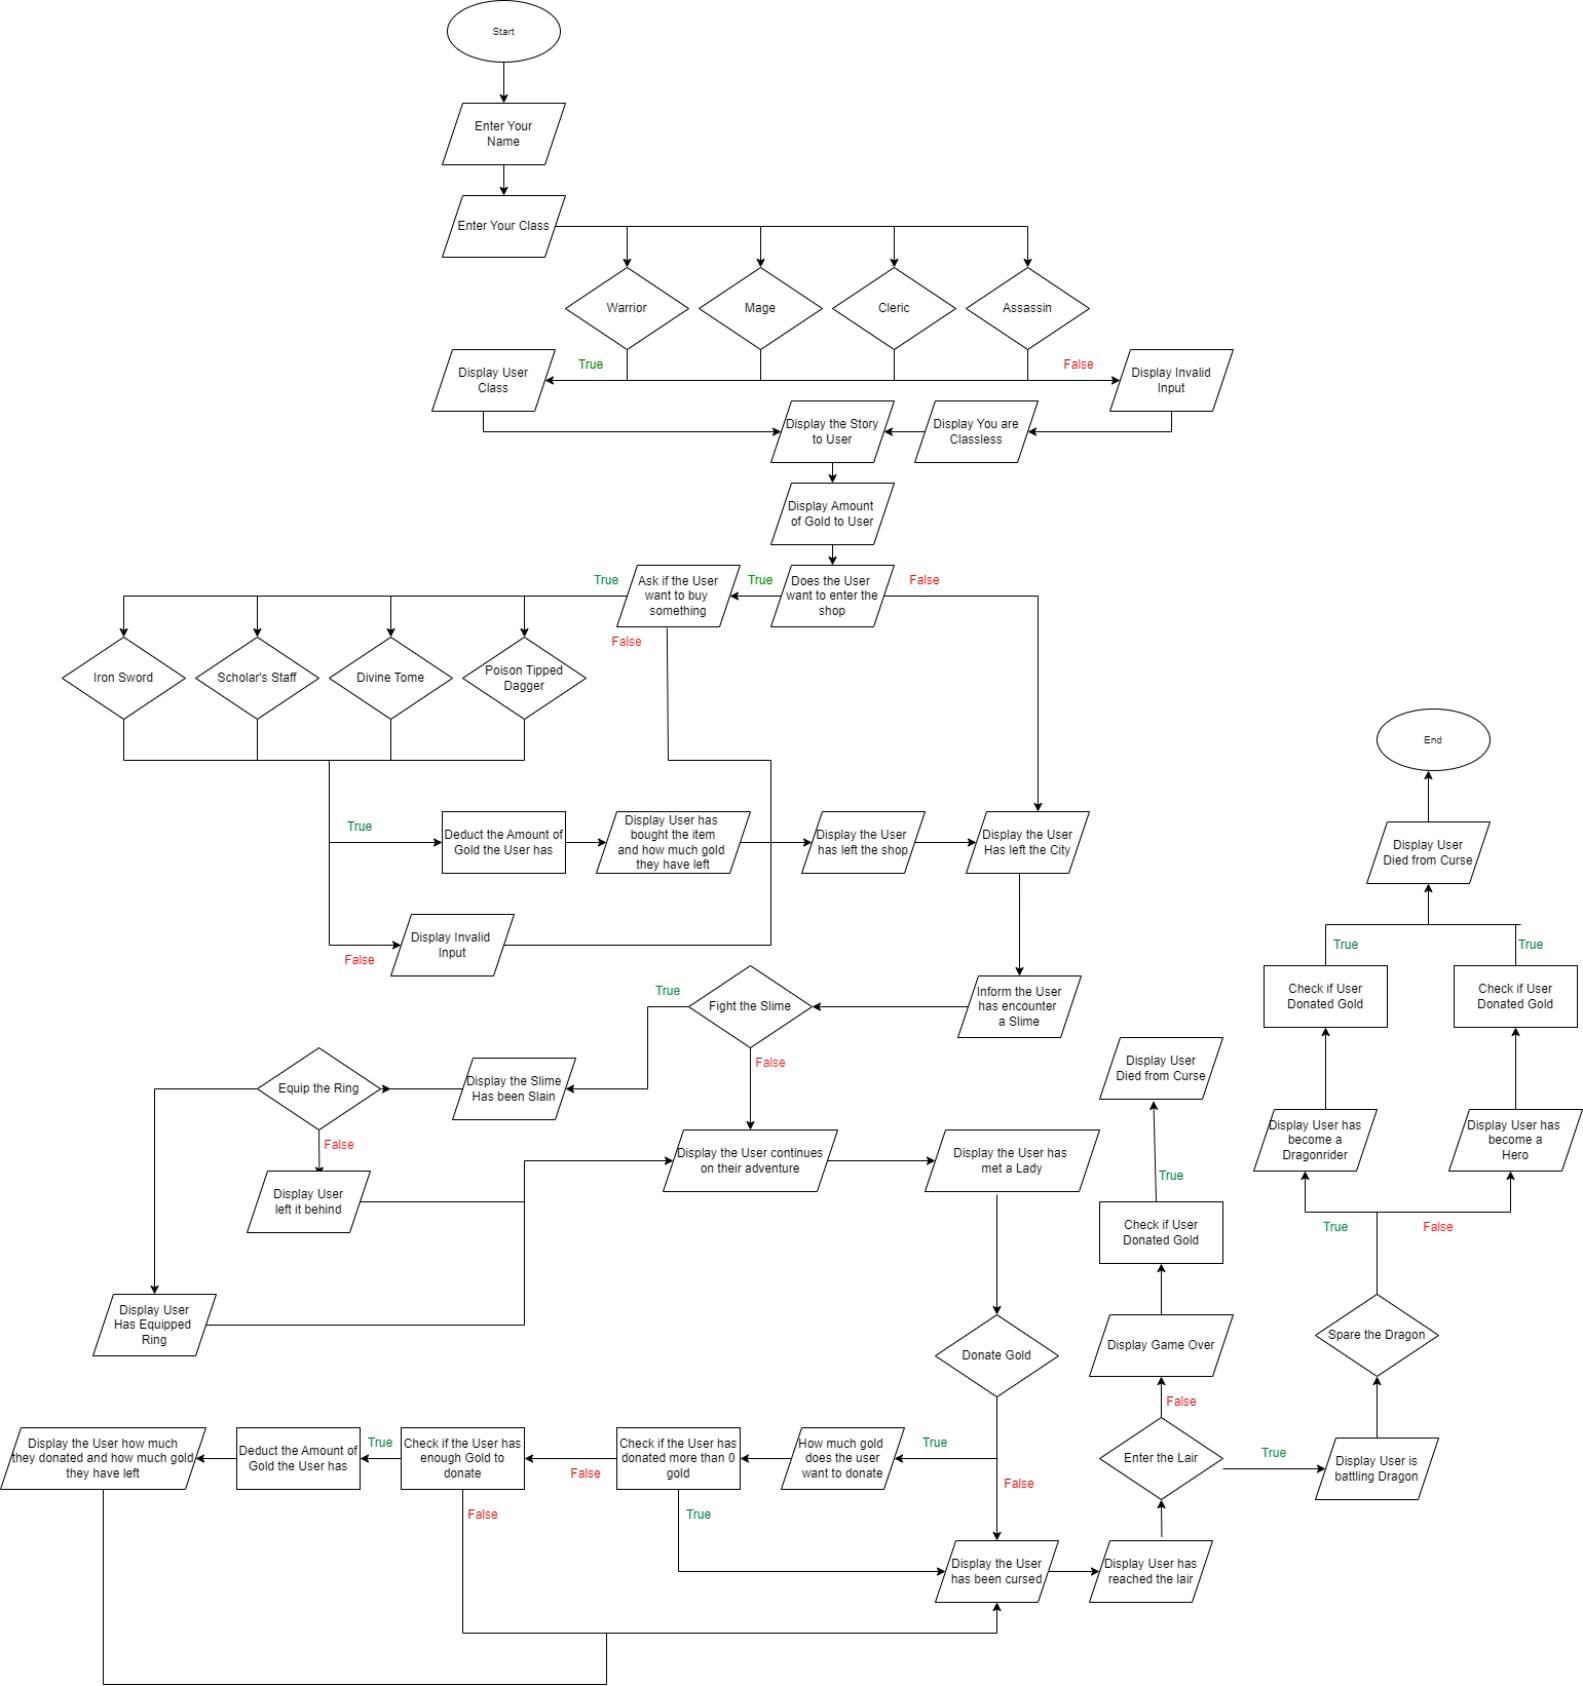 Start
Enter Your
Name
Enter Your Class
Warrior
Mage
Cleric
Assassin
True
False
Display User
Class
Display Invalid
Input
Display the Story
to User
Display You are
Classless
Display Amount
of Gold to User
True
Ask if the User
want to buy
something
True
Does the User
want to enter the
shop
False
False
Iron Sword
Scholar's Staff
Divine Tome
Poison Tipped
Dagger
End
True
Deduct the Amount of
Gold the User has
Display User has
bought the item
and how much gold
they have left
Display the User
has left the shop
Display the User
Has left the City
Display User
Died from Curse
False
Display Invalid
Input
True
True
Check if User
Donated Gold
Check if User
Donated Gold
True
Fight the Slime
Inform the User
has encounter
a Slime
False
Display User
Died from Curse
Equip the Ring
Display the Slime
Has been Slain
False
Display the User continues
on their adventure
Display the User has
met a Lady
Display User has
become a
Dragonrider
Display User has
become a
Hero
True
Display User
left it behind
Check if User
Donated Gold
True
False
Display User
Has Equipped
Ring
Donate Gold
Display Game Over
Spare the Dragon
False
Display the User how much
they donated and how much gold
they have left
True
Deduct the Amount of
Gold the User has
Check if the User has
enough Gold to
donate
False
Check if the User has
donated more than 0
gold
How much gold
does the user
want to donate
True
Enter the Lair
True
Display User is
battling Dragon
False
False
True
Display the User
has been cursed
Display User has
reached the lair